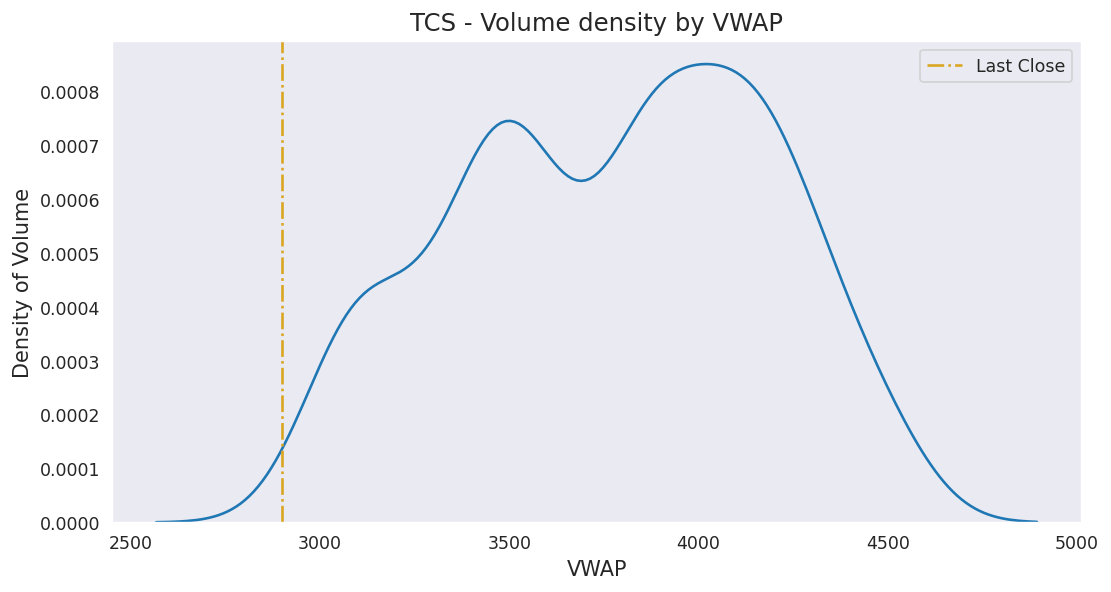 TCS - Volume density by VWAP
Last Close
Density of Volume
0.0008
0.0007
0.0006
0.0005
0.0004
0.0003
0.0002
0.0001
0.0000
2500 3000 3500 4000 4500 5000
VWAP